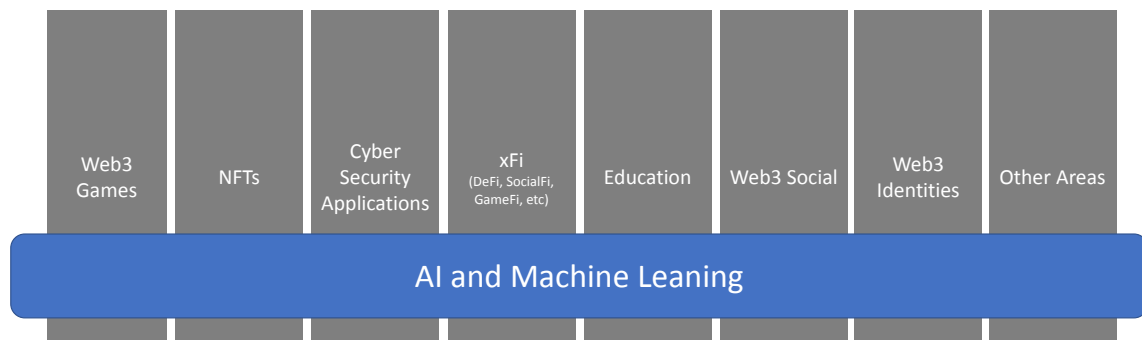 Web3
Games
NFTs
Cyber
Security
Applications
xFi
(DeFi, SocialFi,
GameFi, etc)
Education
Web3 Social
Web3
Identities
Other Areas
AI and Machine Leaning